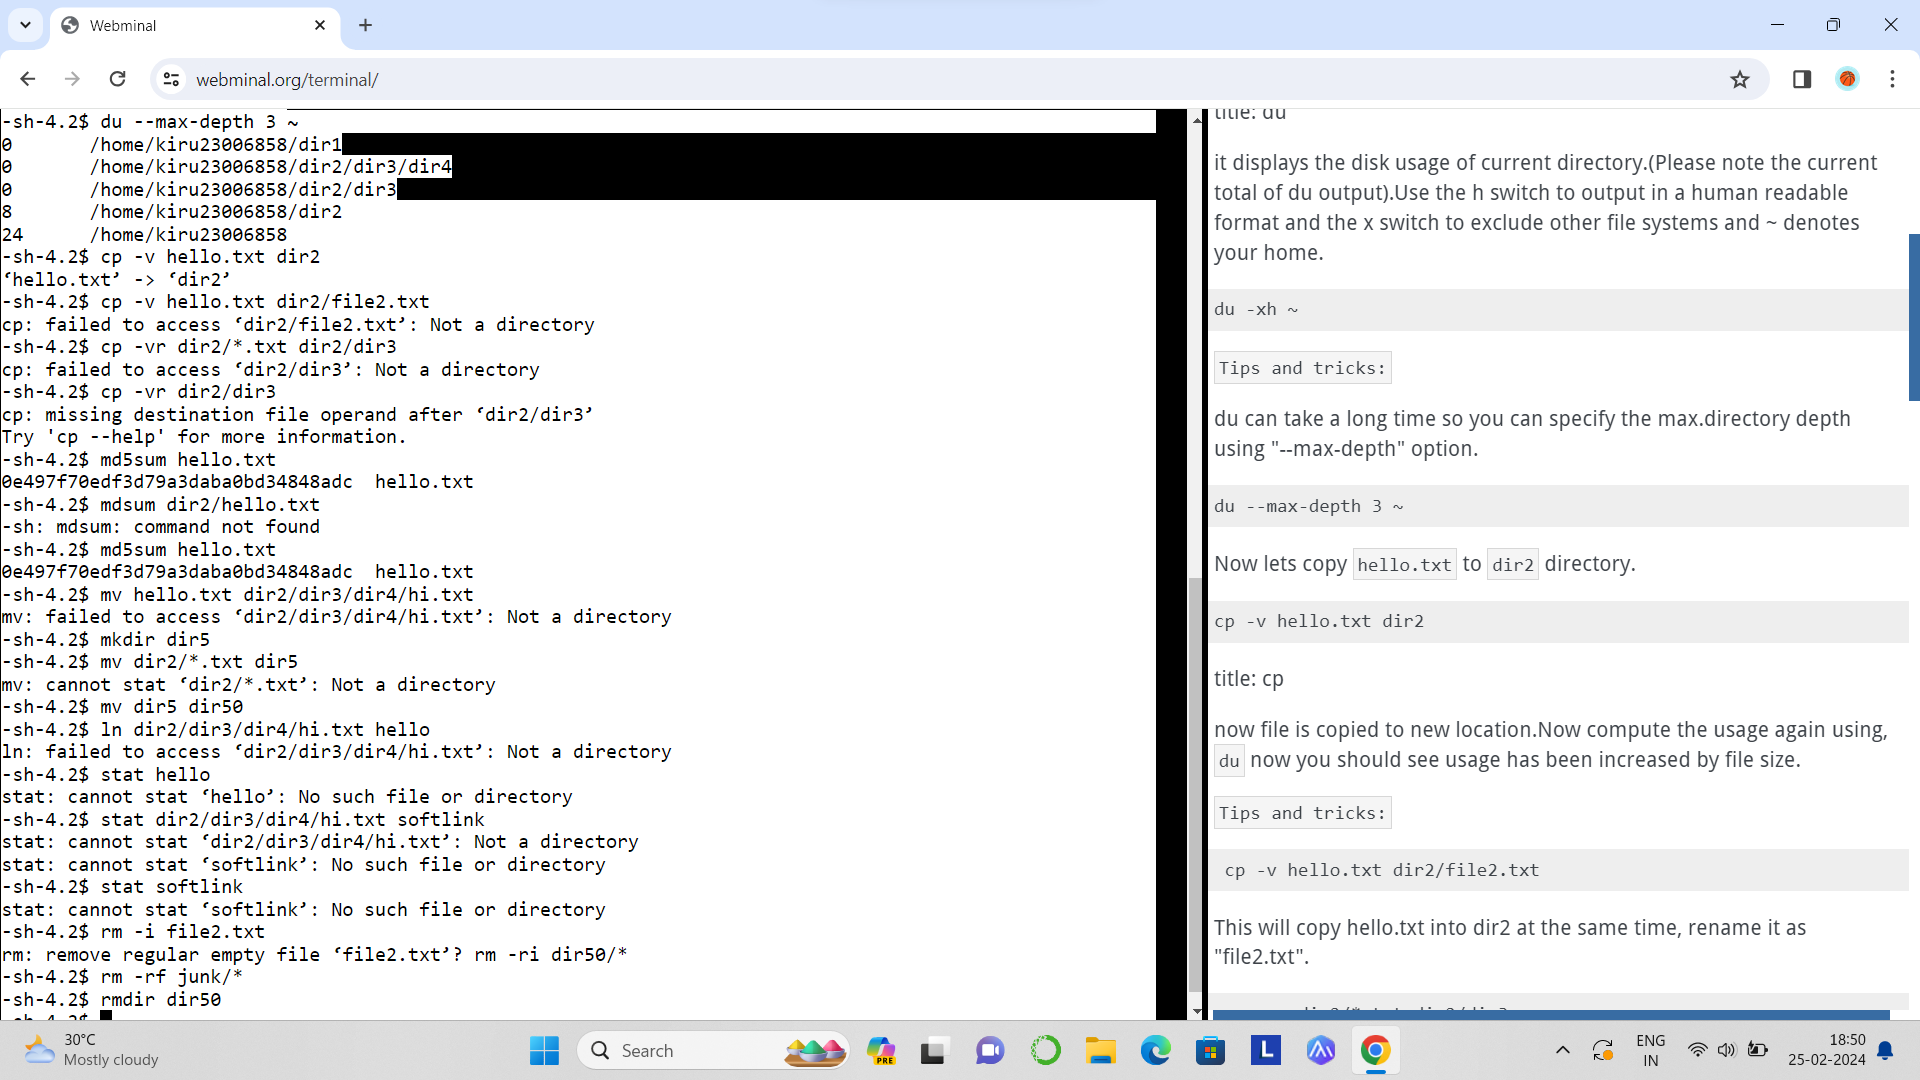 Webminal
webminal.org/terminal/
-sh-4.2$ du --max-depth 3 ~
0 /home/kiru23006858/dir1
0 /home/kiru23006858/dir2/dir3/dir4
0 /home/kiru23006858/dir2/dir3
8 /home/kiru23006858/dir2
24 /home/kiru23006858
-sh-4.2$ cp -v hello.txt dir2
‘hello.txt’ -> ‘dir2’
-sh-4.2$ cp -v hello.txt dir2/file2.txt
cp: failed to access ‘dir2/file2.txt’: Not a directory
-sh-4.2$ cp -vr dir2/*.txt dir2/dir3
cp: failed to access ‘dir2/dir3’: Not a directory
-sh-4.2$ cp -vr dir2/dir3
cp: missing destination file operand after ‘dir2/dir3’
Try 'cp --help' for more information.
-sh-4.2$ md5sum hello.txt
0e497f70edf3d79a3daba0bd34848adc  hello.txt
-sh-4.2$ mdsum dir2/hello.txt
-sh: mdsum: command not found
-sh-4.2$ md5sum hello.txt
0e497f70edf3d79a3daba0bd34848adc  hello.txt
-sh-4.2$ mv hello.txt dir2/dir3/dir4/hi.txt
mv: failed to access ‘dir2/dir3/dir4/hi.txt’: Not a directory
-sh-4.2$ mkdir dir5
-sh-4.2$ mv dir2/*.txt dir5
mv: cannot stat ‘dir2/*.txt’: Not a directory
-sh-4.2$ mv dir5 dir50
-sh-4.2$ ln dir2/dir3/dir4/hi.txt hello
ln: failed to access ‘dir2/dir3/dir4/hi.txt’: Not a directory
-sh-4.2$ stat hello
stat: cannot stat ‘hello’: No such file or directory
-sh-4.2$ stat dir2/dir3/dir4/hi.txt softlink
stat: cannot stat ‘dir2/dir3/dir4/hi.txt’: Not a directory
stat: cannot stat ‘softlink’: No such file or directory
-sh-4.2$ stat softlink
stat: cannot stat ‘softlink’: No such file or directory
-sh-4.2$ rm -i file2.txt
rm: remove regular empty file ‘file2.txt’? rm -ri dir50/*
-sh-4.2$ rm -rf junk/*
-sh-4.2$ rmdir dir50
-sh-4.2$
title: du
it displays the disk usage of current directory.(Please note the current
total of du output).Use the h switch to output in a human readable
format and the x switch to exclude other file systems and ~ denotes
your home.
du -xh ~
Tips and tricks:
du can take a long time so you can specify the max.directory depth
using "--max-depth" option.
du --max-depth 3 ~
Now lets copy hello.txt to dir2 directory.
cp -v hello.txt dir2
title: cp
now file is copied to new location.Now compute the usage again using,
du now you should see usage has been increased by file size.
Tips and tricks:
cp -v hello.txt dir2/file2.txt
This will copy hello.txt into dir2 at the same time, rename it as
"file2.txt".
30°C
Mostly cloudy
Search
PRE
L
ENG
IN
18:50
25-02-2024